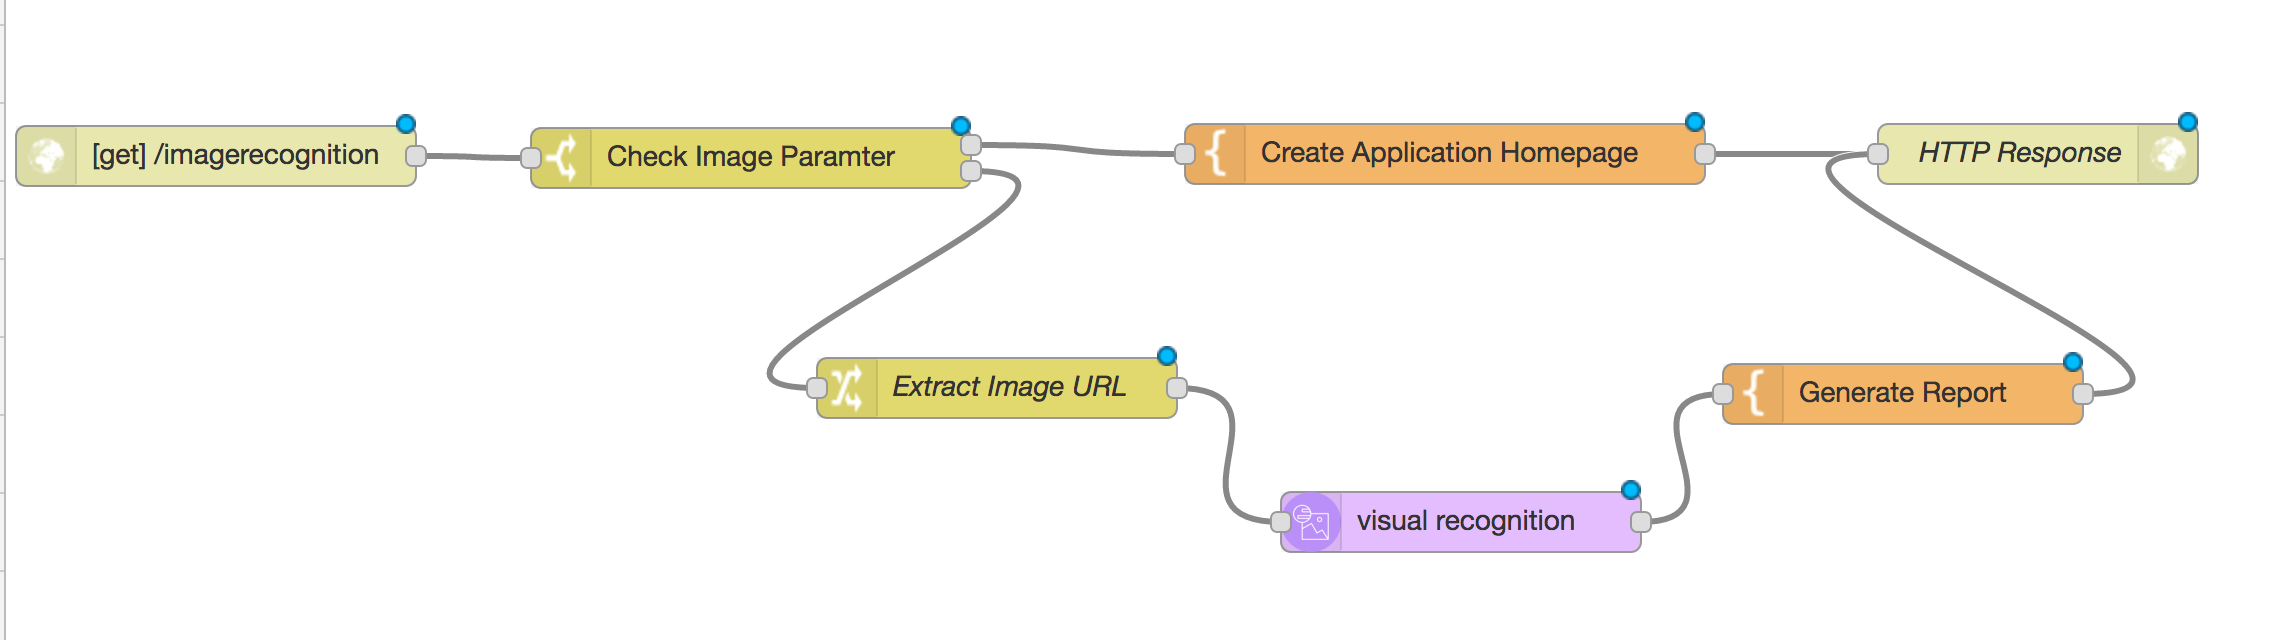 [get] /imagerecognition
Check Image Paramter
Create Application Homepage
HTTP Response
Extract Image URL
Generate Report
visual recognition